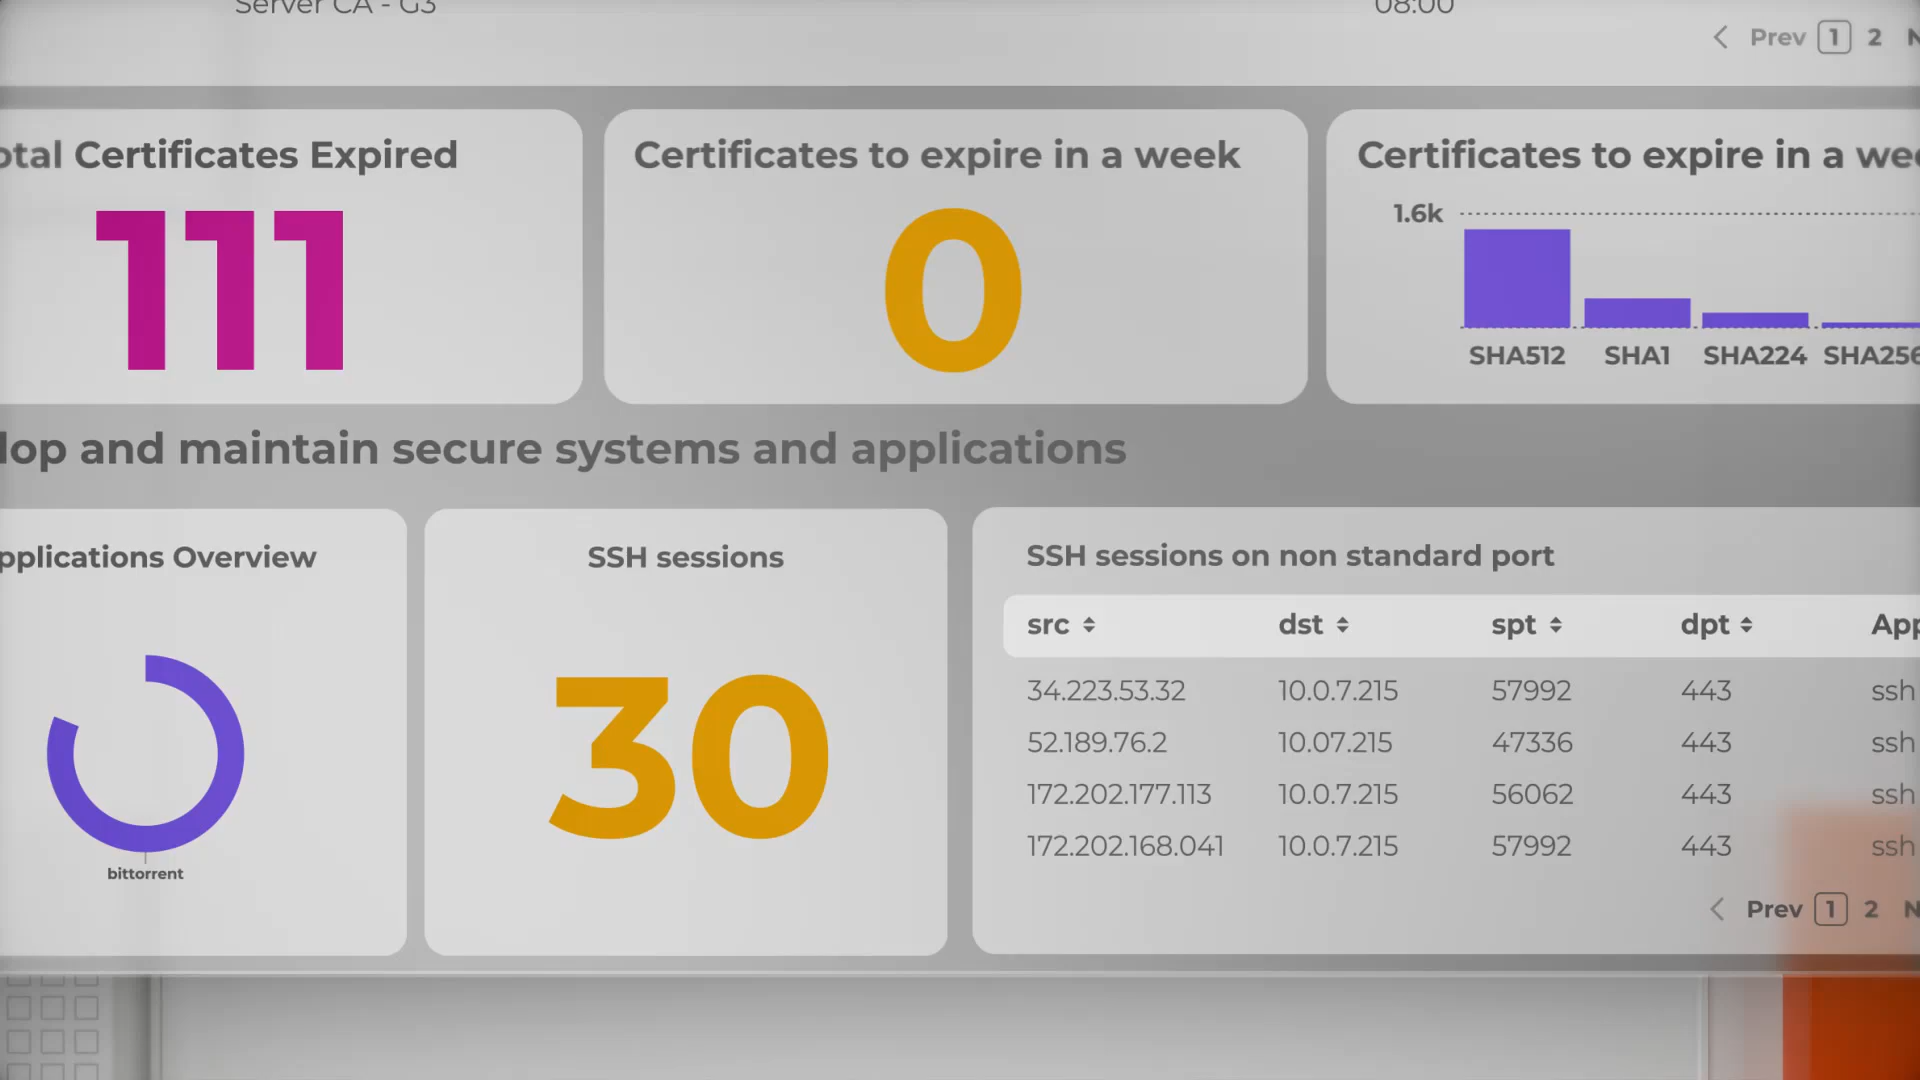 Server CA - G3
08:00
Prev 1 2
Certificates Expired
111
Certificates to expire in a week
0
Certificates to expire in a
1.6k
SHA512 SHA1 SHA224 SHA256
and maintain secure systems and applications
Overview
bittorrent
SSH sessions
30
SSH sessions on non standard port
src dst spt dpt App
34.223.53.32 10.0.7.215 57992 443 ssh
52.189.76.2 10.07.215 47336 443 ssh
172.202.177.113 10.0.7.215 56062 443 ssh
172.202.168.041 10.0.7.215 57992 443 ssh
Prev 1 2